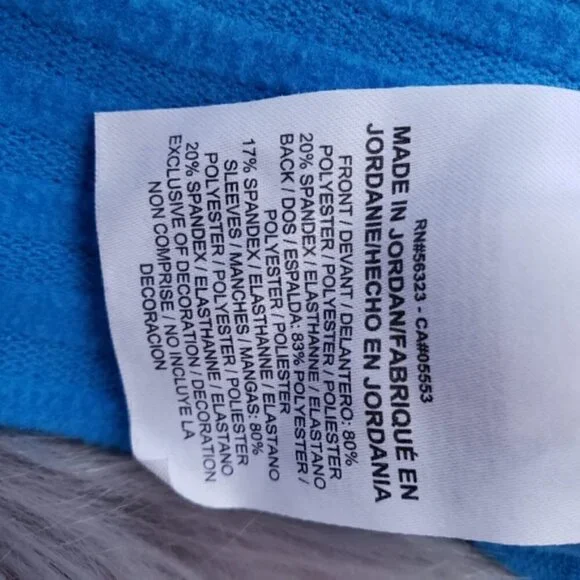 RN#56323 - CA#05553
MADE IN JORDAN/FABRIQUÉ EN
JORDANIE/HECHO EN JORDANIA
FRONT / DEVANT / DELANTERO: 80%
POLYESTER / POLYESTER / POLIESTER
20% SPANDEX / ELASTHANNE / ELASTANO
BACK / DOS / ESPALDA: 83% POLYESTER /
POLYESTER / POLIESTER
17% SPANDEX / ELASTHANNE / ELASTANO
SLEEVES / MANCHES / MANGAS: 80%
POLYESTER / POLYESTER / POLIESTER
20% SPANDEX / ELASTHANNE / ELASTANO
EXCLUSIVE OF DECORATION / DECORATION
NON COMPRISE / NO INCLUYE LA
DECORACION